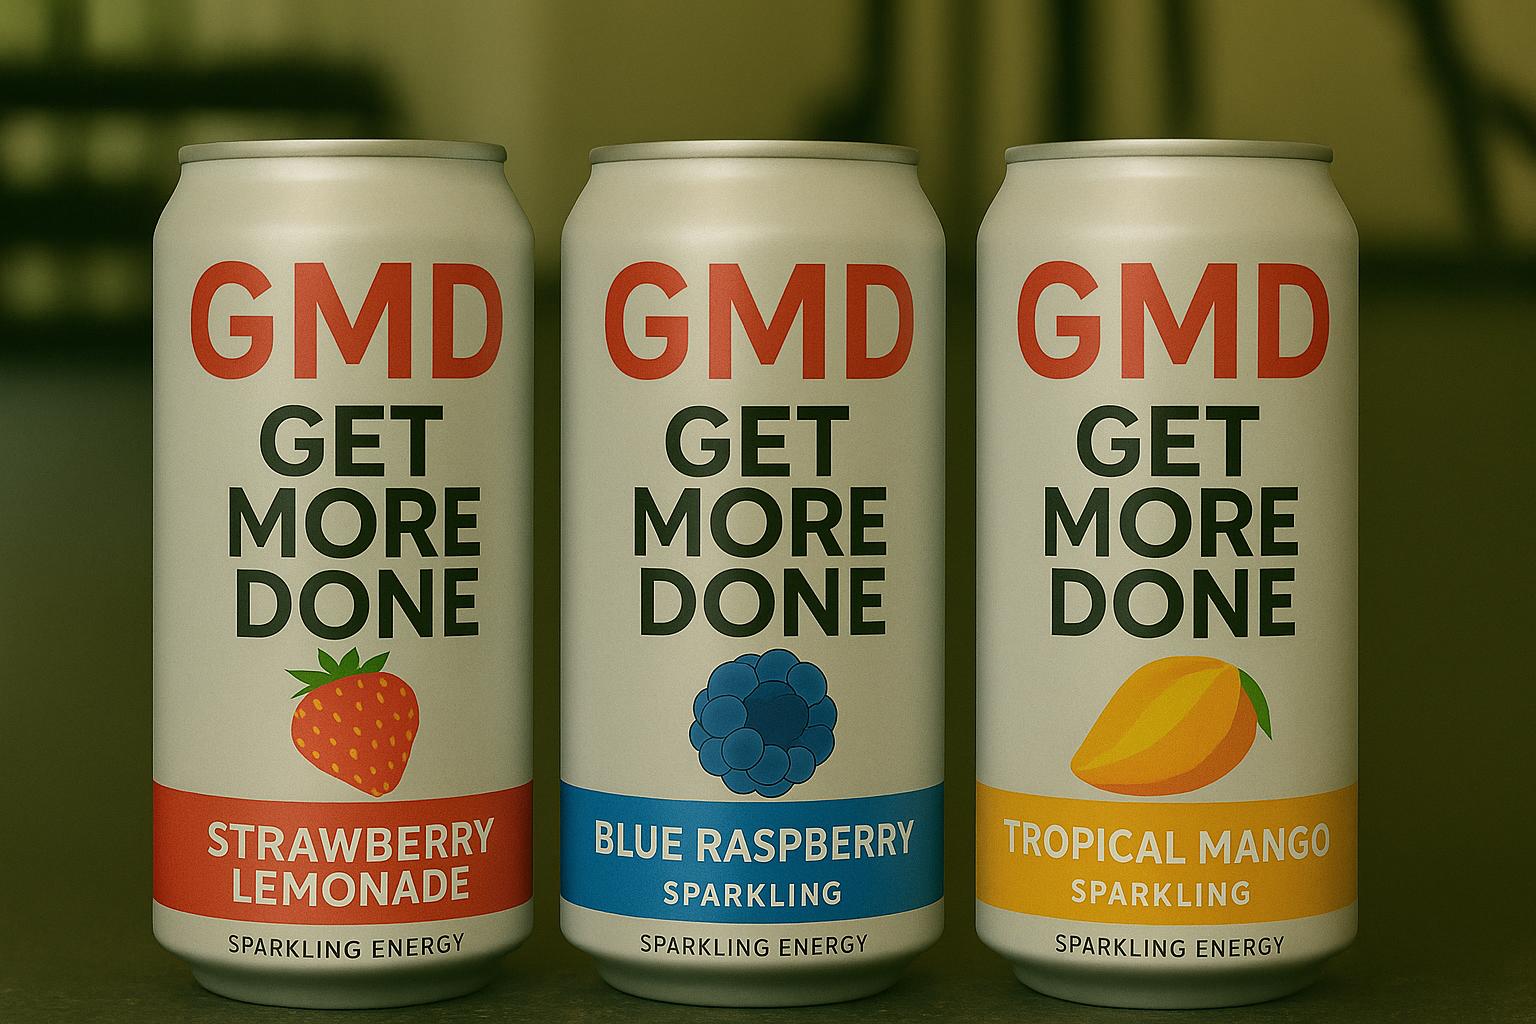 GMD
GET
MORE
DONE
STRAWBERRY
LEMONADE
SPARKLING ENERGY
GMD
GET
MORE
DONE
BLUE RASPBERRY
SPARKLING
SPARKLING ENERGY
GMD
GET
MORE
DONE
TROPICAL MANGO
SPARKLING
SPARKLING ENERGY